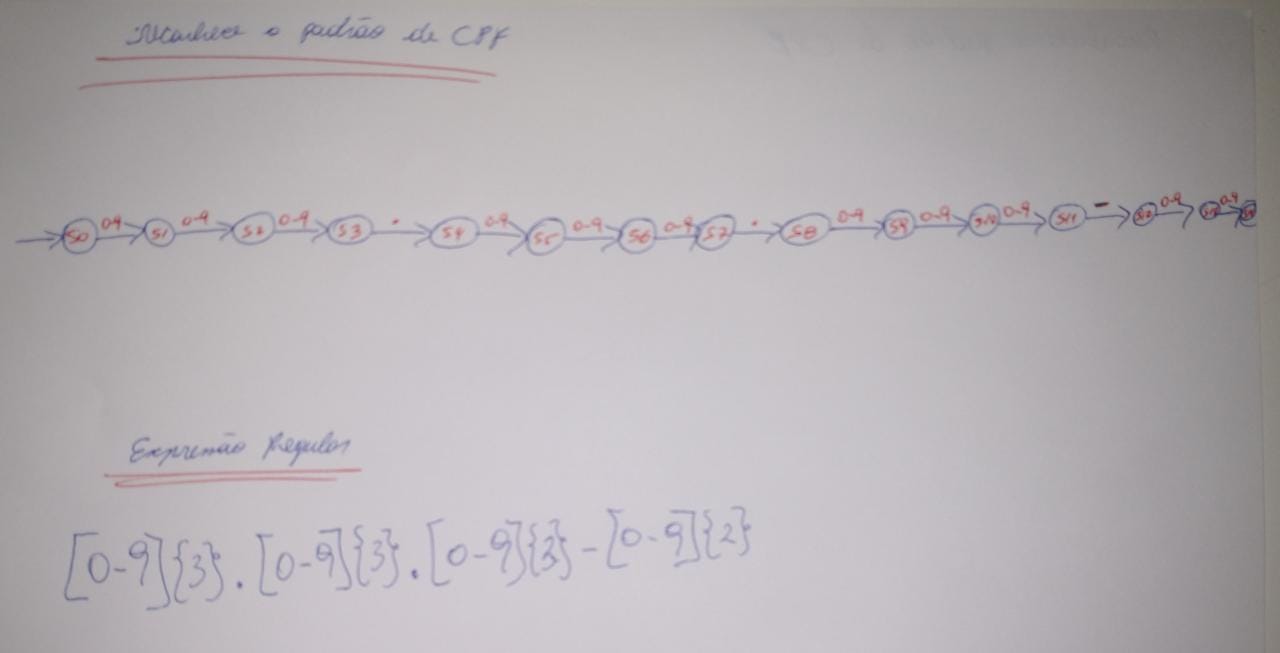 Reconhece o padrão de CPF
S0 0-9 S1 0-9 S2 0-9 S3 . S4 0-9 S5 0-9 S6 0-9 S7 . S8 0-9 S9 0-9 S10 0-9 S11 - S12 0-9 S13 0-9
Expressão Regular
[0-9]{3}.[0-9]{3}.[0-9]{3}-[0-9]{2}